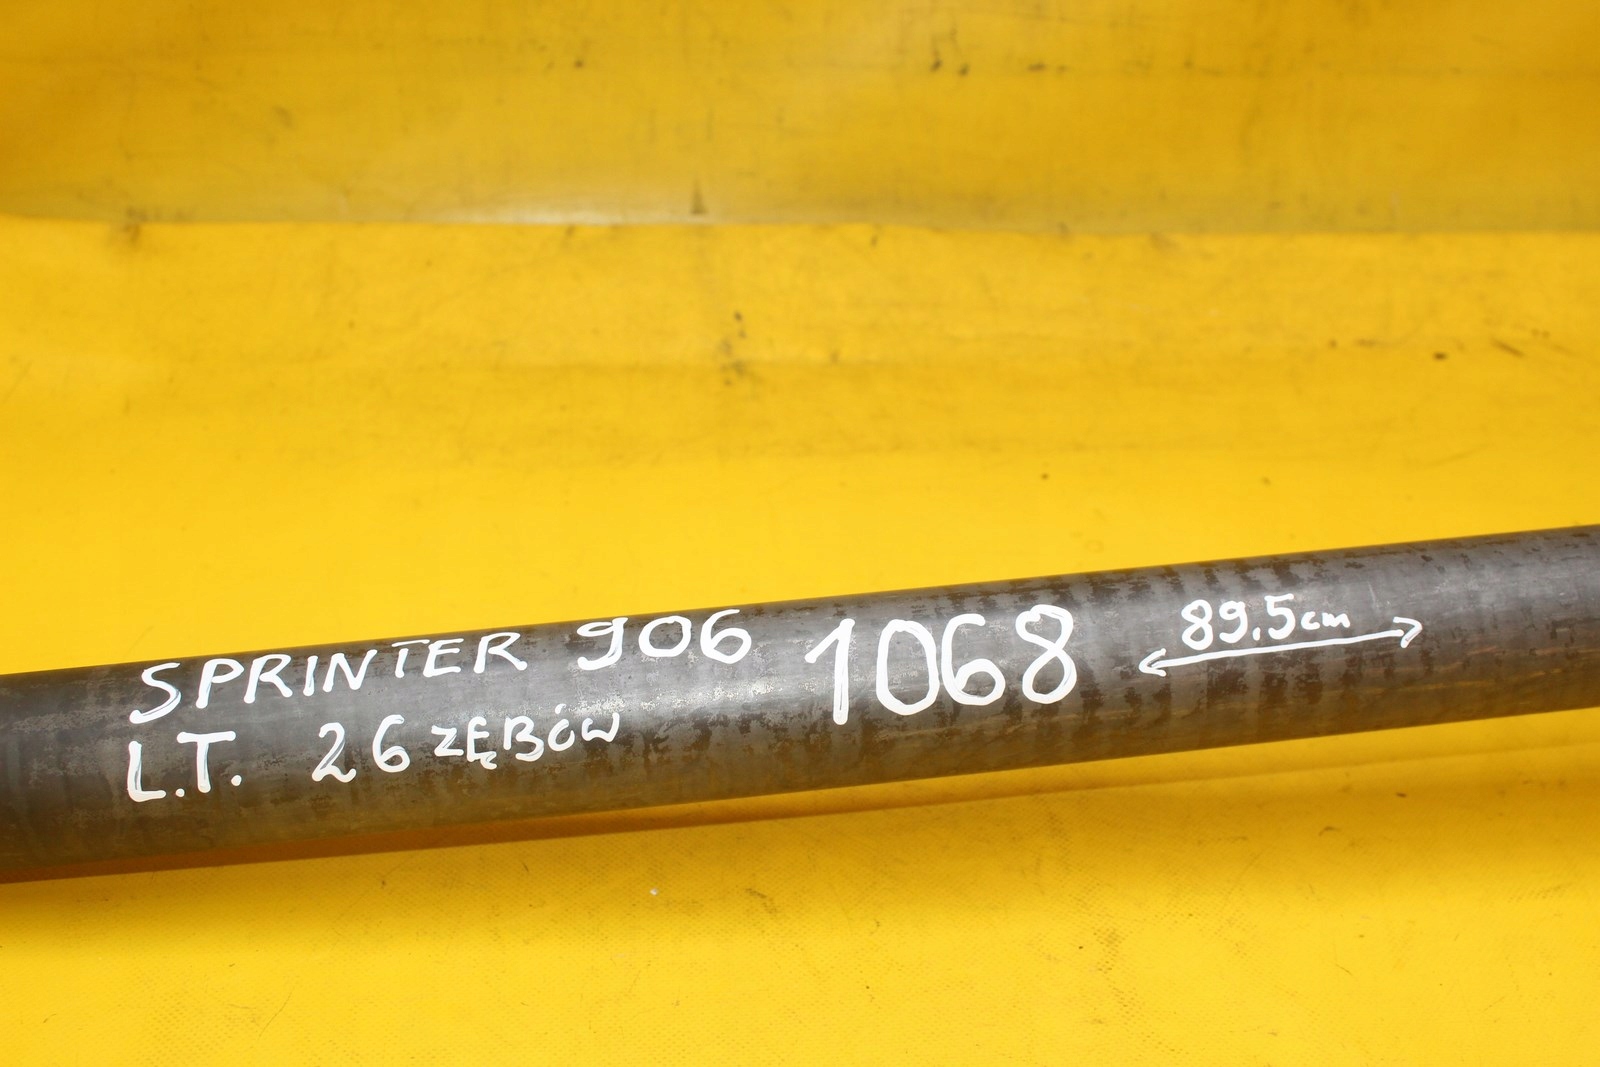 SPRINTER 906 1068 89,5cm
L.T. 26 ZĘBÓW